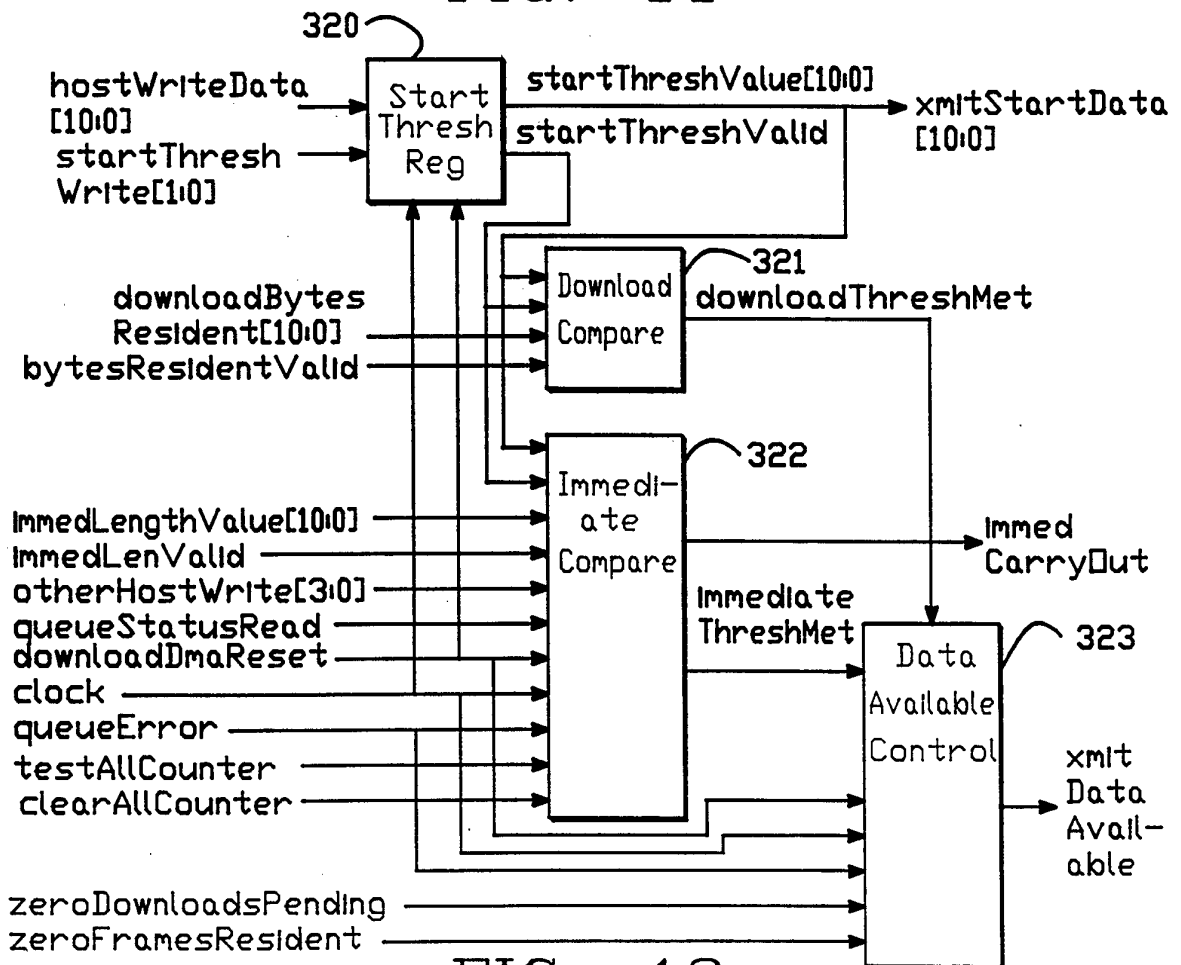 320
hostWriteData
[10:0]
startThresh
Write[1:0]
Start
Thresh
Reg
startThreshValue[10:0]
startThreshValid
xmitStartData
[10:0]
downloadBytes
Resident[10:0]
bytesResidentValid
Download
Compare
321
downloadThreshMet
322
Immedi-
ate
Compare
ImmedLengthValue[10:0]
ImmedLenValid
otherHostWrite[3:0]
queueStatusRead
downloadDmaReset
clock
queueError
testAllCounter
clearAllCounter
Immed
CarryOut
Immediate
ThreshMet
323
Data
Available
Control
xmit
Data
Avail-
able
zeroDownloadsPending
zeroFramesResident